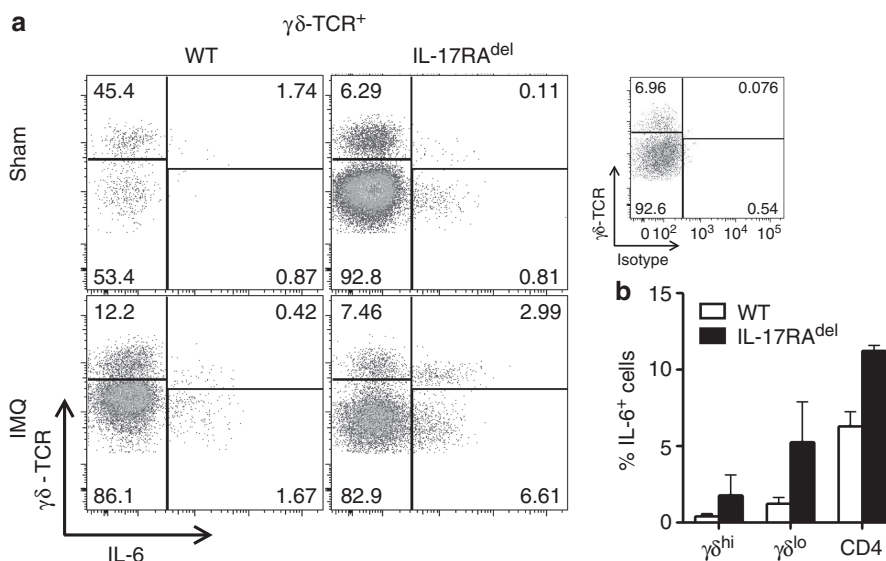 a
γδ-TCR+
WT IL-17RAdel
Sham
45.4 1.74 6.29 0.11
53.4 0.87 92.8 0.81
IMQ
12.2 0.42 7.46 2.99
86.1 1.67 82.9 6.61
γδ-TCR
IL-6
6.96 0.076
92.6 0.54
γδ-TCR
0 10² 10³ 10⁴ 10⁵
Isotype
b
15
10
5
0
% IL-6+ cells
WT
IL-17RAdel
γδhi γδlo CD4